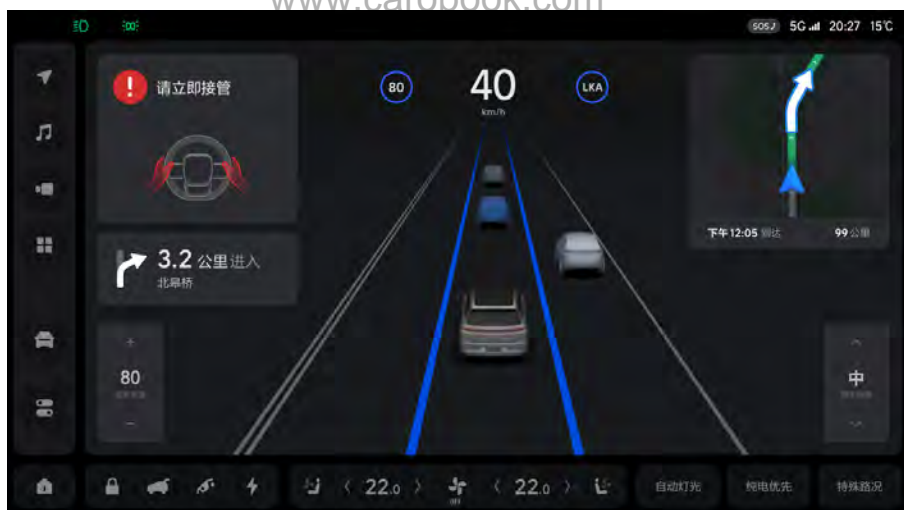 www.carobook.com
SOS
5G
20:27
15℃
请立即接管
80
40
km/h
LKA
3.2 公里进入
北皋桥
下午12:05 到达
99 公里
+
80
-
中
22.0
OFF
22.0
自动灯光
纯电优先
特殊路况